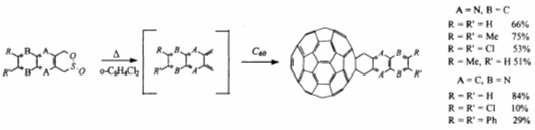 A = N, B = C
R = R' = H 66%
R = R' = Me 75%
R = R' = Cl 53%
R = Me, R' = H 51%
A = C, B = N
R = R' = H 84%
R = R' = Cl 10%
R = R' = Ph 29%
R B A O
R' B A S O
Δ
o-C₆H₄Cl₂
B A
R' B A
C₆₀
A B R
A B R'